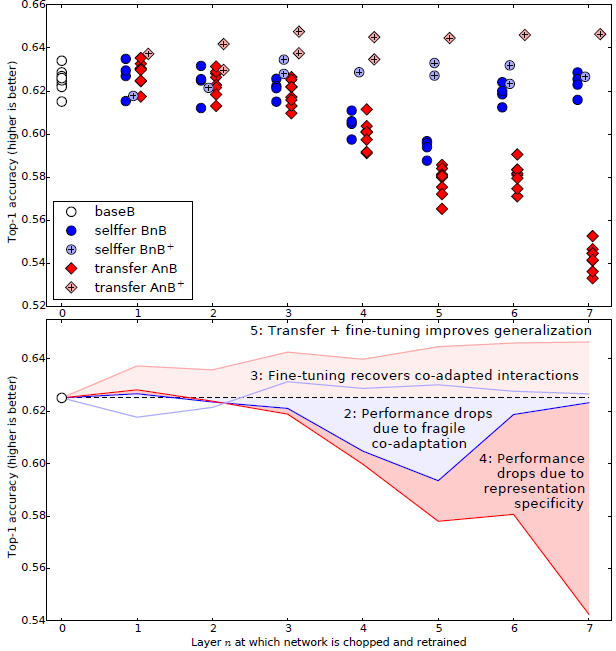 0.66
0.64
0.62
0.60
0.58
0.56
0.54
0.52
Top-1 accuracy (higher is better)
baseB
selffer BnB
selffer BnB⁺
transfer AnB
transfer AnB⁺
0 1 2 3 4 5 6 7
5: Transfer + fine-tuning improves generalization
3: Fine-tuning recovers co-adapted interactions
2: Performance drops
due to fragile
co-adaptation
4: Performance
drops due to
representation
specificity
0.64
0.62
0.60
0.58
0.56
0.54
Top-1 accuracy (higher is better)
0 1 2 3 4 5 6 7
Layer n at which network is chopped and retrained